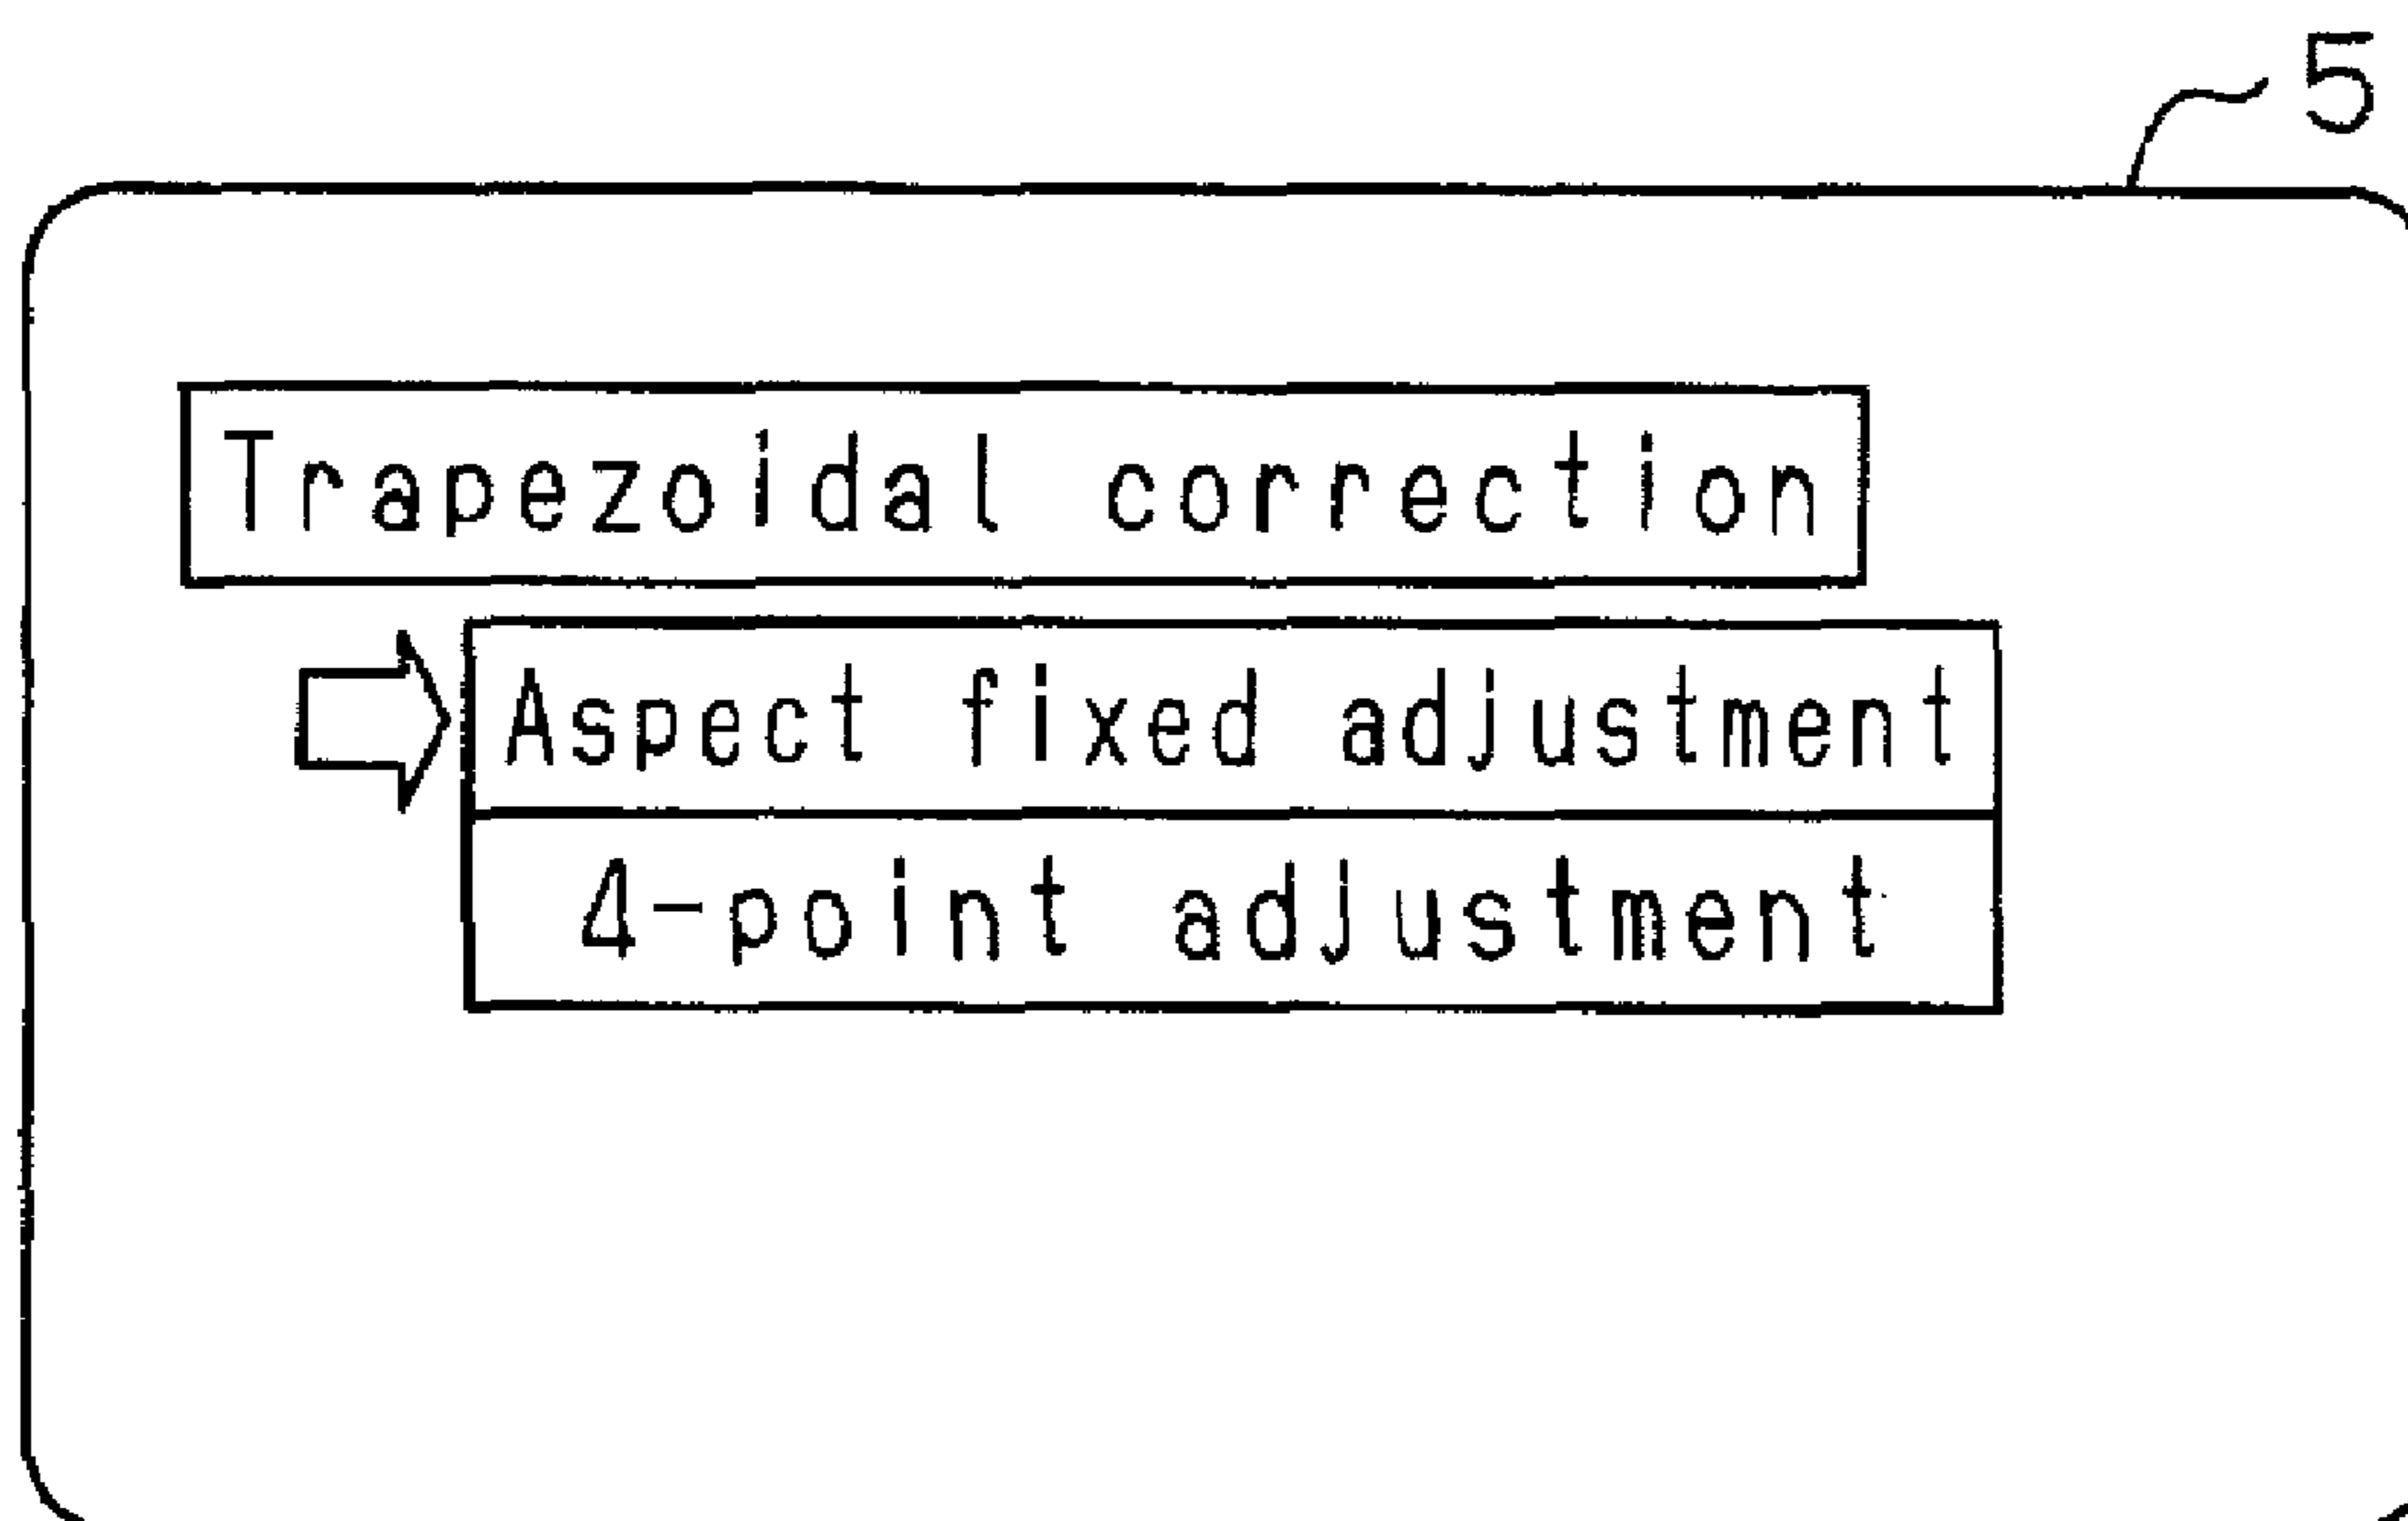 5
Trapezoidal correction
Aspect fixed adjustment
4-point adjustment